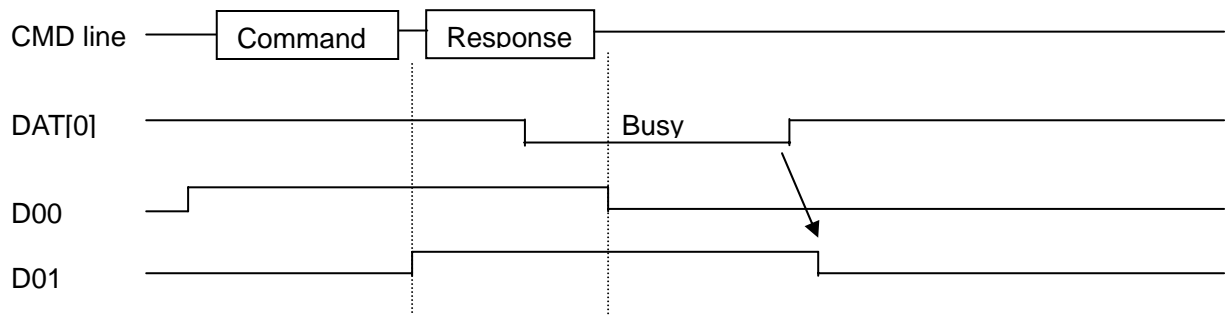 CMD line Command Response
DAT[0] Busy
D00
D01